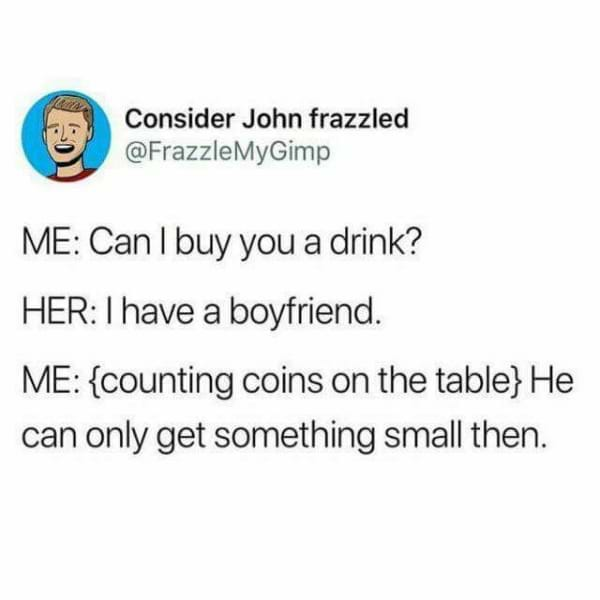 Consider John frazzled
@FrazzleMyGimp
ME: Can I buy you a drink?
HER: I have a boyfriend.
ME: {counting coins on the table} He
can only get something small then.